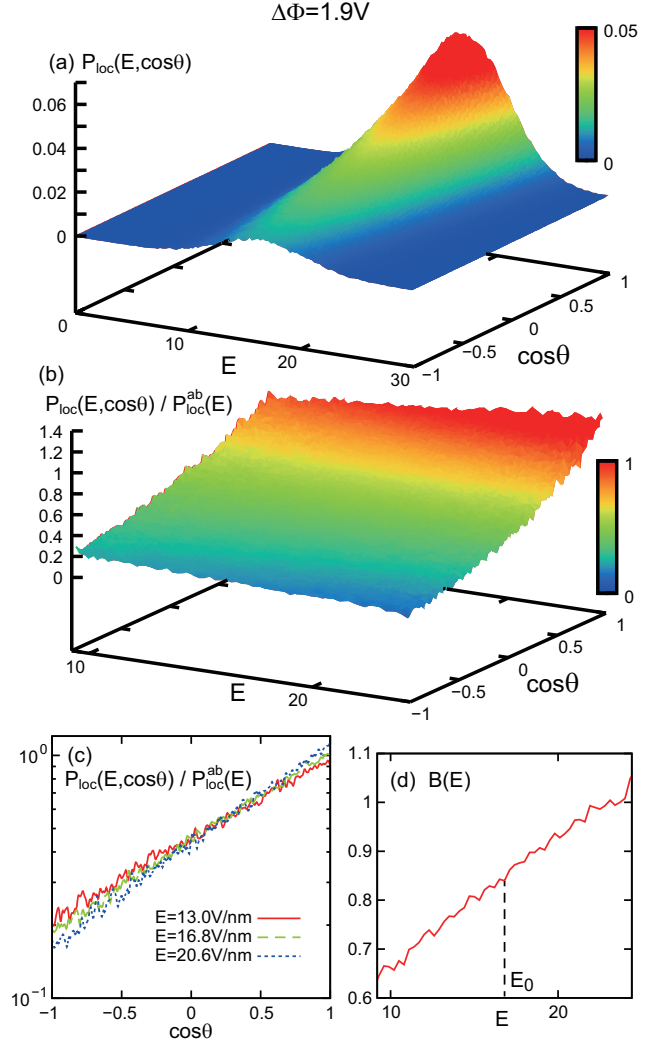 ΔΦ=1.9V
(a) P_loc(E,cosθ)
0.05
0
0.06
0.04
0.02
0
0
10
20
30
E
−1
−0.5
0
0.5
1
cosθ
(b)
P_loc(E,cosθ) / P^ab_loc(E)
1.4
1.2
1
0.8
0.6
0.4
0.2
0
1
0
10
20
E
−1
−0.5
0
0.5
1
cosθ
(c)
P_loc(E,cosθ) / P^ab_loc(E)
10^0
10^-1
E=13.0V/nm
E=16.8V/nm
E=20.6V/nm
−1
−0.5
0
0.5
1
cosθ
(d) B(E)
1.1
1
0.9
0.8
0.7
0.6
E_0
10
20
E